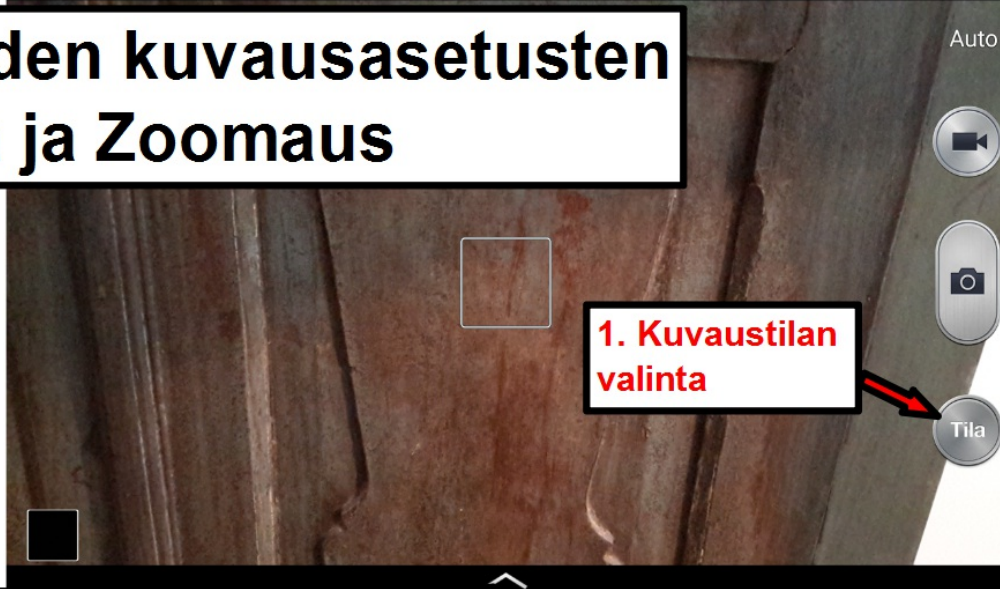 den kuvausasetusten
ja Zoomaus
Auto
1. Kuvaustilan
valinta
Tila